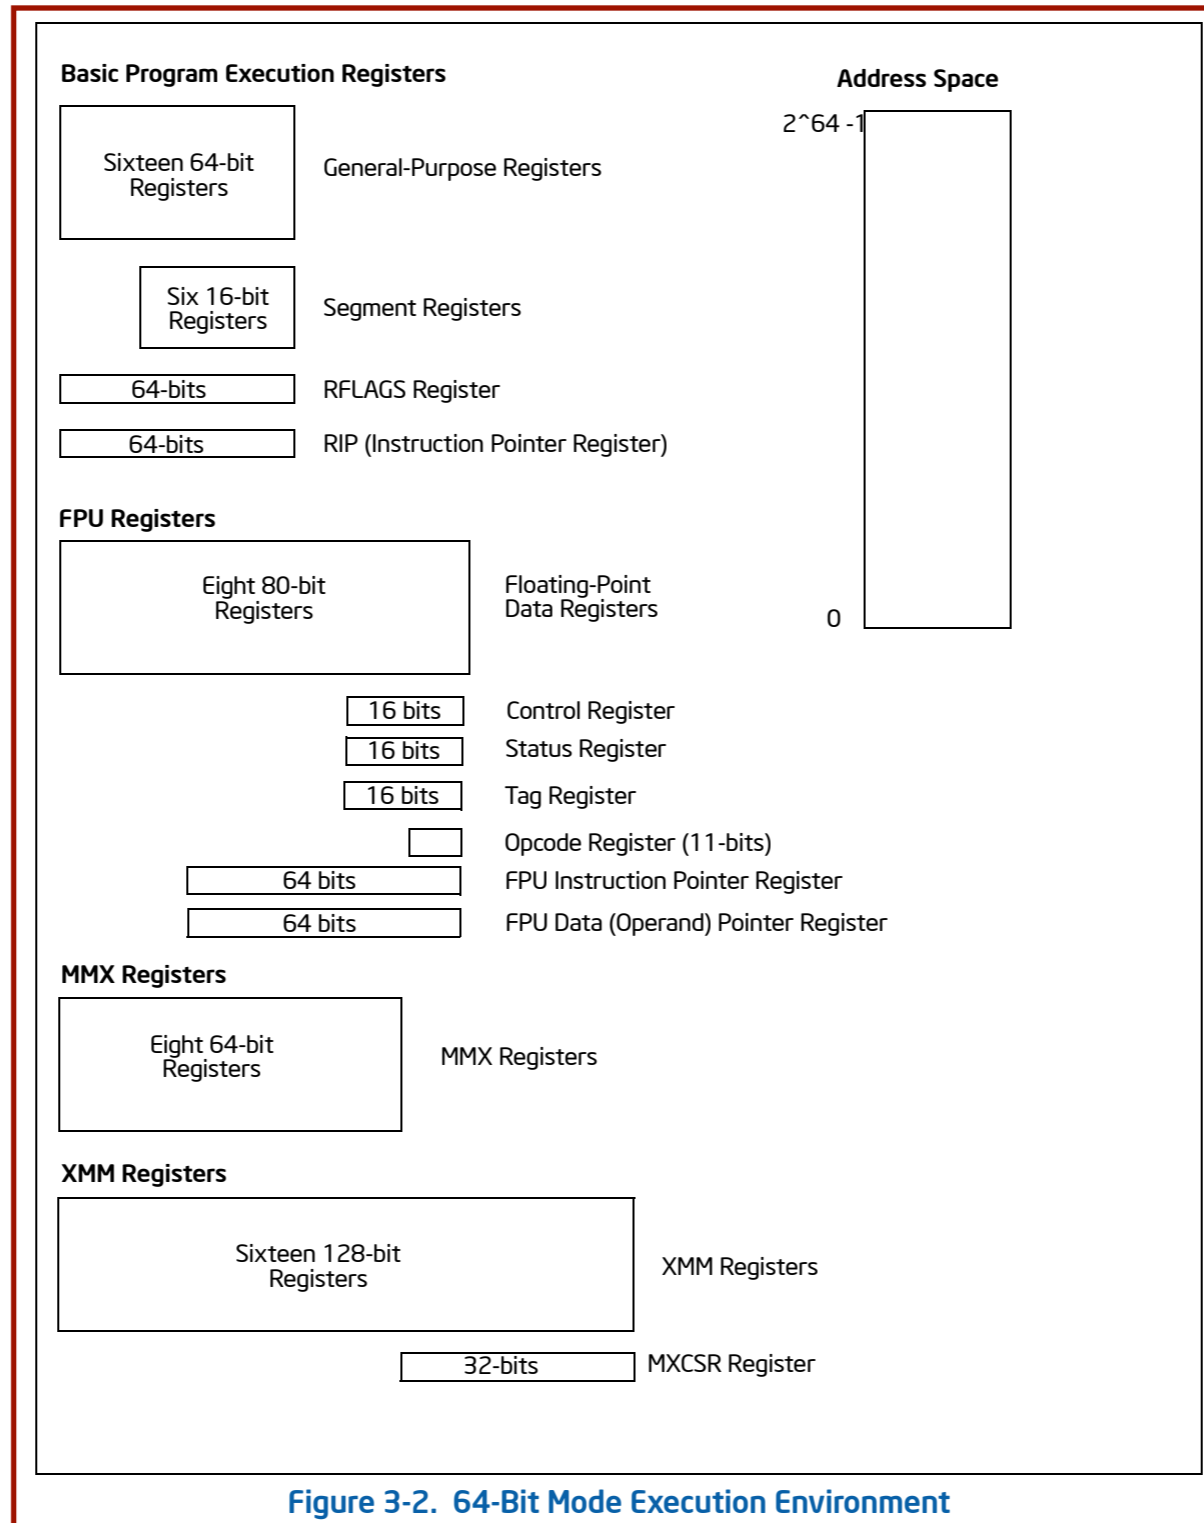 Basic Program Execution Registers
Address Space
2^64 -1
Sixteen 64-bit
Registers
General-Purpose Registers
Six 16-bit
Registers
Segment Registers
64-bits
RFLAGS Register
64-bits
RIP (Instruction Pointer Register)
FPU Registers
Eight 80-bit
Registers
Floating-Point
Data Registers
0
16 bits
Control Register
16 bits
Status Register
16 bits
Tag Register
Opcode Register (11-bits)
64 bits
FPU Instruction Pointer Register
64 bits
FPU Data (Operand) Pointer Register
MMX Registers
Eight 64-bit
Registers
MMX Registers
XMM Registers
Sixteen 128-bit
Registers
XMM Registers
32-bits
MXCSR Register
Figure 3-2. 64-Bit Mode Execution Environment